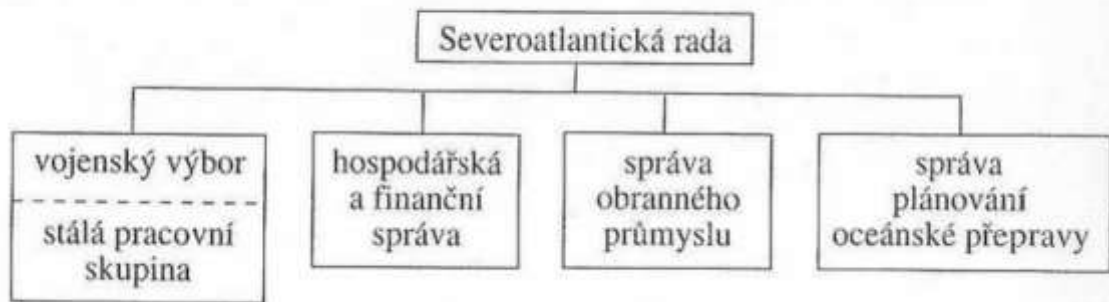 Severoatlantická rada
vojenský výbor
stálá pracovní
skupina
hospodářská
a finanční
správa
správa
obranného
průmyslu
správa
plánování
oceánské přepravy